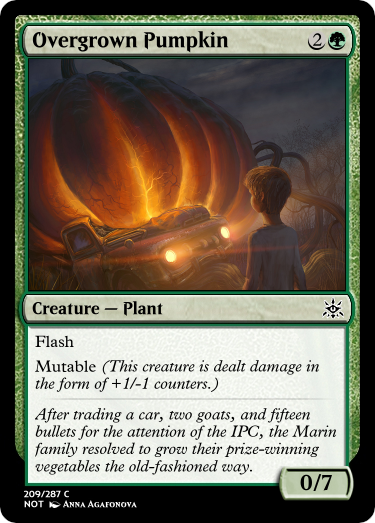 Overgrown Pumpkin 2
Creature — Plant
Flash
Mutable (This creature is dealt damage in
the form of +1/-1 counters.)
After trading a car, two goats, and fifteen
bullets for the attention of the IPC, the Marin
family resolved to grow their prize-winning
vegetables the old-fashioned way.
0/7
209/287 C
NOT Anna Agafonova